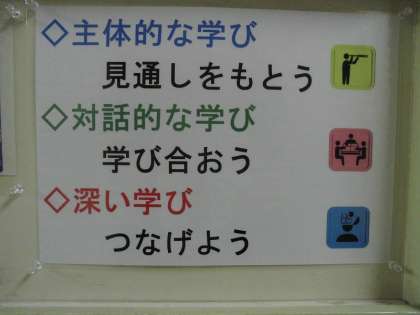 ◇主体的な学び
見通しをもとう
◇対話的な学び
学び合おう
◇深い学び
つなげよう